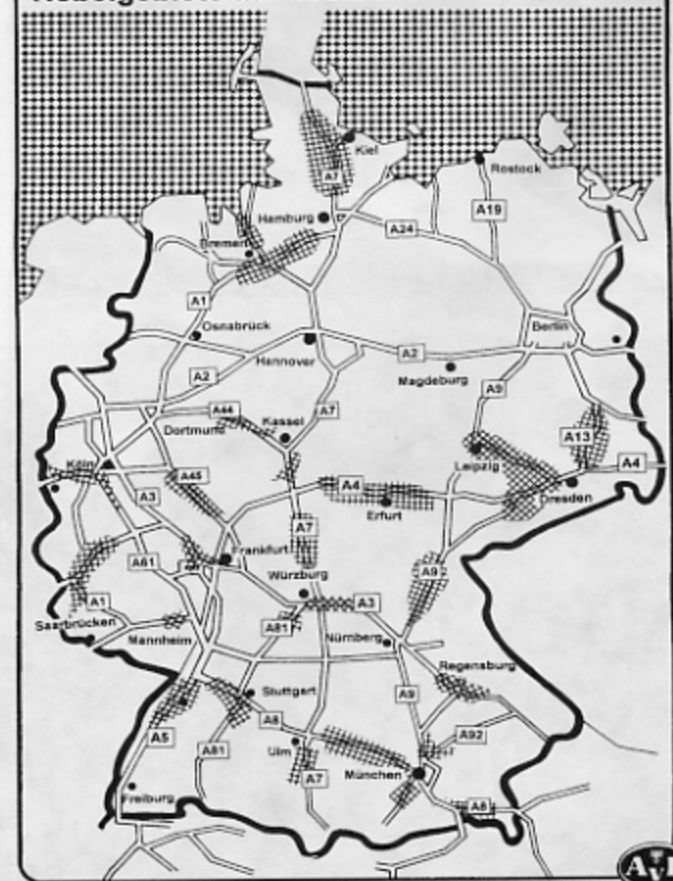 Kiel
A7
Rostock
A19
Hamburg
A24
Bremen
A1
Osnabrück
Berlin
Hannover
A2
Magdeburg
A2
A9
A44
A7
Dortmund
Kassel
A13
Köln
A45
Leipzig
A4
A4
Dresden
A3
Erfurt
A7
Frankfurt
A61
Würzburg
A9
A1
A3
Saarbrücken
A81
Mannheim
Nürnberg
Regensburg
Stuttgart
A9
A8
A5
A81
Ulm
A92
München
A7
Freiburg
A8